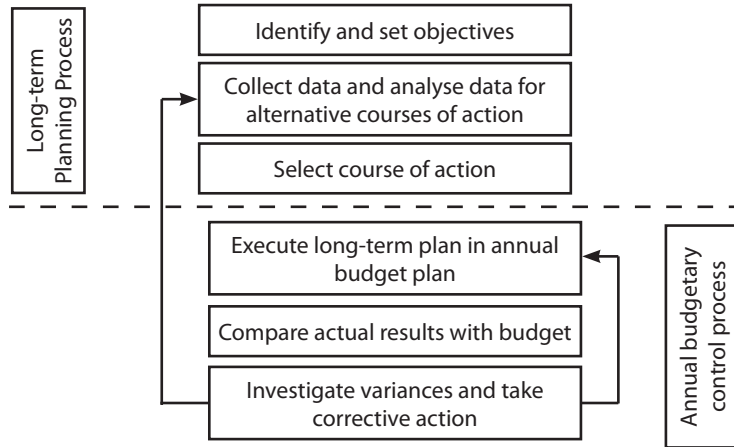 Long-term
Planning Process
Identify and set objectives
Collect data and analyse data for
alternative courses of action
Select course of action
Execute long-term plan in annual
budget plan
Compare actual results with budget
Investigate variances and take
corrective action
Annual budgetary
control process